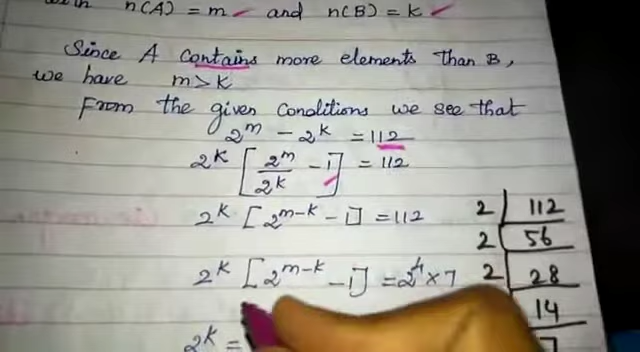 n(A) = m ✓ and n(B) = k ✓
Since A contains more elements than B,
we have m > k
From the given conditions we see that
2^m - 2^k = 112
2^k [2^m/2^k - 1] = 112
2^k [2^{m-k} - 1] = 112
2^k [2^{m-k} - 1] = 2^4 × 7
2^k =
2 | 112
2 | 56
2 | 28
14
7